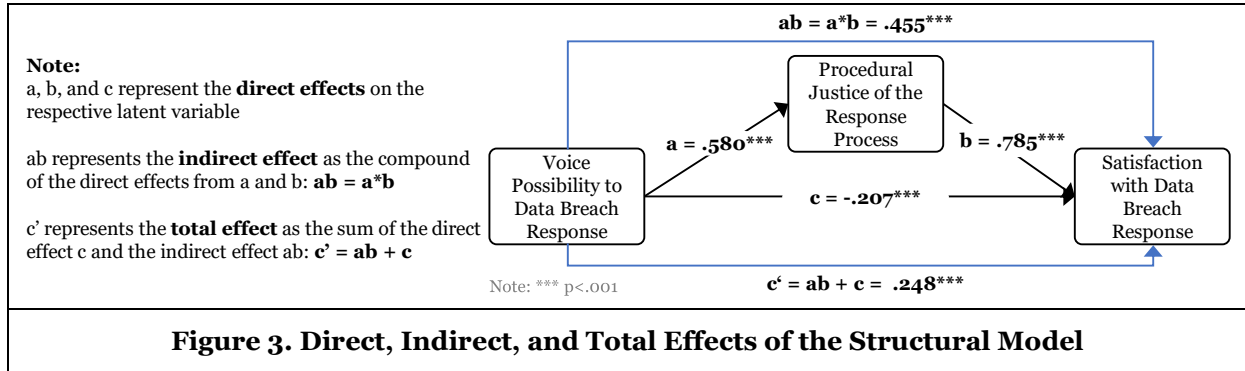 ab = a*b = .455***
Note:
a, b, and c represent the direct effects on the
respective latent variable
ab represents the indirect effect as the compound
of the direct effects from a and b: ab = a*b
c’ represents the total effect as the sum of the direct
effect c and the indirect effect ab: c’ = ab + c
Procedural
Justice of the
Response
Process
a = .580***
b = .785***
Voice
Possibility to
Data Breach
Response
c = -.207***
Satisfaction
with Data
Breach
Response
Note: *** p<.001
c‘ = ab + c = .248***
Figure 3. Direct, Indirect, and Total Effects of the Structural Model